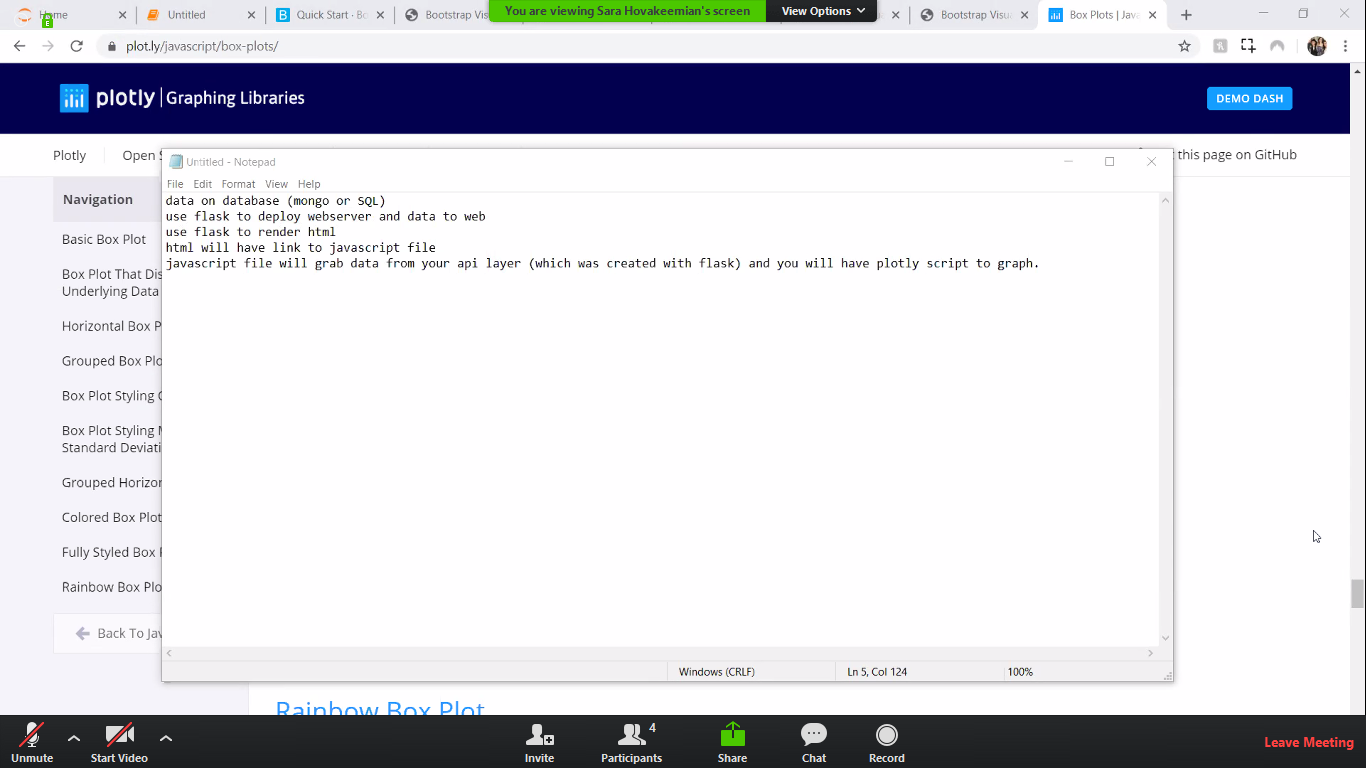 Home
Untitled
Quick Start · Bo
Bootstrap Vis
You are viewing Sara Hovakeemian's screen
View Options
Bootstrap Visua
Box Plots | Java
plot.ly/javascript/box-plots/
plotly | Graphing Libraries
DEMO DASH
Plotly
Open S
this page on GitHub
Untitled - Notepad
File Edit Format View Help
data on database (mongo or SQL)
use flask to deploy webserver and data to web
use flask to render html
html will have link to javascript file
javascript file will grab data from your api layer (which was created with flask) and you will have plotly script to graph.
Navigation
Basic Box Plot
Box Plot That Dis
Underlying Data
Horizontal Box P
Grouped Box Plo
Box Plot Styling
Box Plot Styling
Standard Deviati
Grouped Horizon
Colored Box Plot
Fully Styled Box
Rainbow Box Plo
Back To Jav
Windows (CRLF)
Ln 5, Col 124
100%
Rainbow Box Plot
Unmute
Start Video
Invite
4
Participants
Share
Chat
Record
Leave Meeting